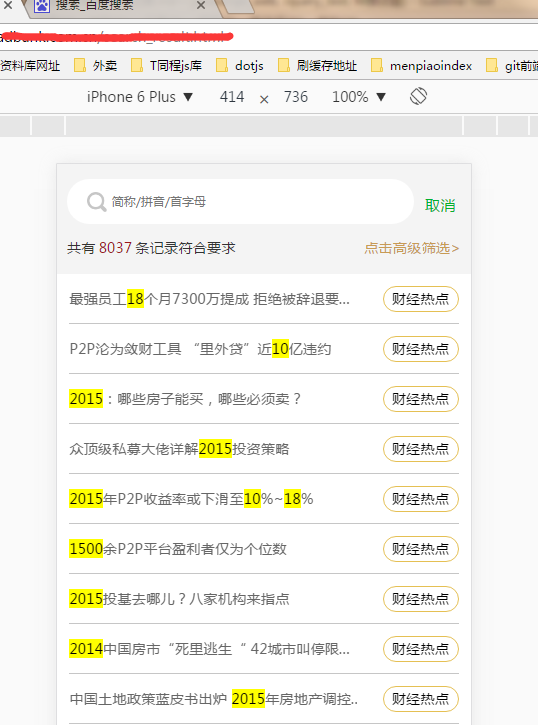 搜索_百度搜索
资料库网址 外卖 T同程js库 dotjs 刷缓存地址 menpiaoindex git前端
iPhone 6 Plus ▼ 414 × 736 100% ▼
简称/拼音/首字母 取消
共有 8037 条记录符合要求 点击高级筛选>
最强员工18个月7300万提成 拒绝被辞退要... 财经热点
P2P沦为敛财工具 “里外贷”近10亿违约 财经热点
2015：哪些房子能买，哪些必须卖？ 财经热点
众顶级私募大佬详解2015投资策略 财经热点
2015年P2P收益率或下滑至10%~18% 财经热点
1500余P2P平台盈利者仅为个位数 财经热点
2015投基去哪儿？八家机构来指点 财经热点
2014中国房市“死里逃生“ 42城市叫停限... 财经热点
中国土地政策蓝皮书出炉 2015年房地产调控.. 财经热点